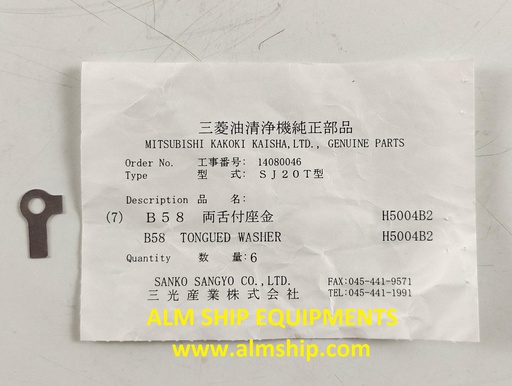 三菱油清浄機純正部品
MITSUBISHI KAKOKI KAISHA,LTD., GENUINE PARTS
Order No. 工事番号: 14080046
Type 型 式: SJ20T型
Description 品 名:
(7) B58 両舌付座金 H5004B2
B58 TONGUED WASHER H5004B2
Quantity 数 量: 6
SANKO SANGYO CO.,LTD. FAX:045-441-9571
三光産業株式会社 TEL:045-441-1991
ALM SHIP EQUIPMENTS
www.almship.com